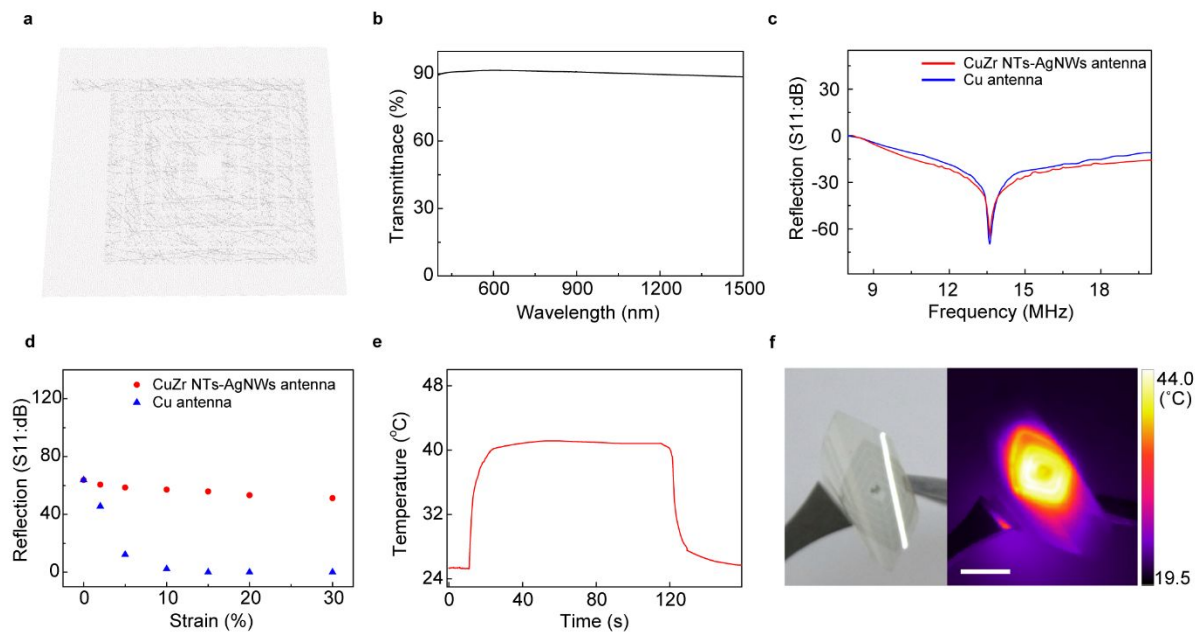 a
b
Transmittnace (%)
90
60
30
0
600
900
1200
1500
Wavelength (nm)
c
CuZr NTs-AgNWs antenna
Cu antenna
Reflection (S11:dB)
30
0
-30
-60
9
12
15
18
Frequency (MHz)
d
CuZr NTs-AgNWs antenna
Cu antenna
Reflection (S11:dB)
120
80
40
0
0
10
20
30
Strain (%)
e
Temperature (°C)
48
40
32
24
0
40
80
120
Time (s)
f
44.0
(°C)
19.5